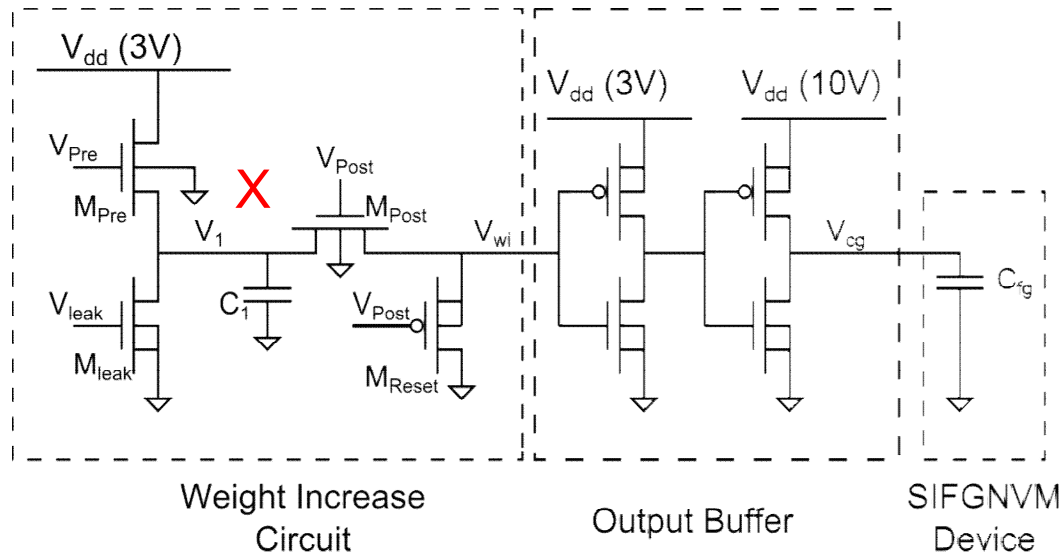 Vdd (3V)
VPre
MPre
X
VPost
MPost
V1
C1
Vleak
Mleak
Vwi
VPost
MReset
Vdd (3V)
Vdd (10V)
Vcg
Cfg
Weight Increase
Circuit
Output Buffer
SIFGNVM
Device